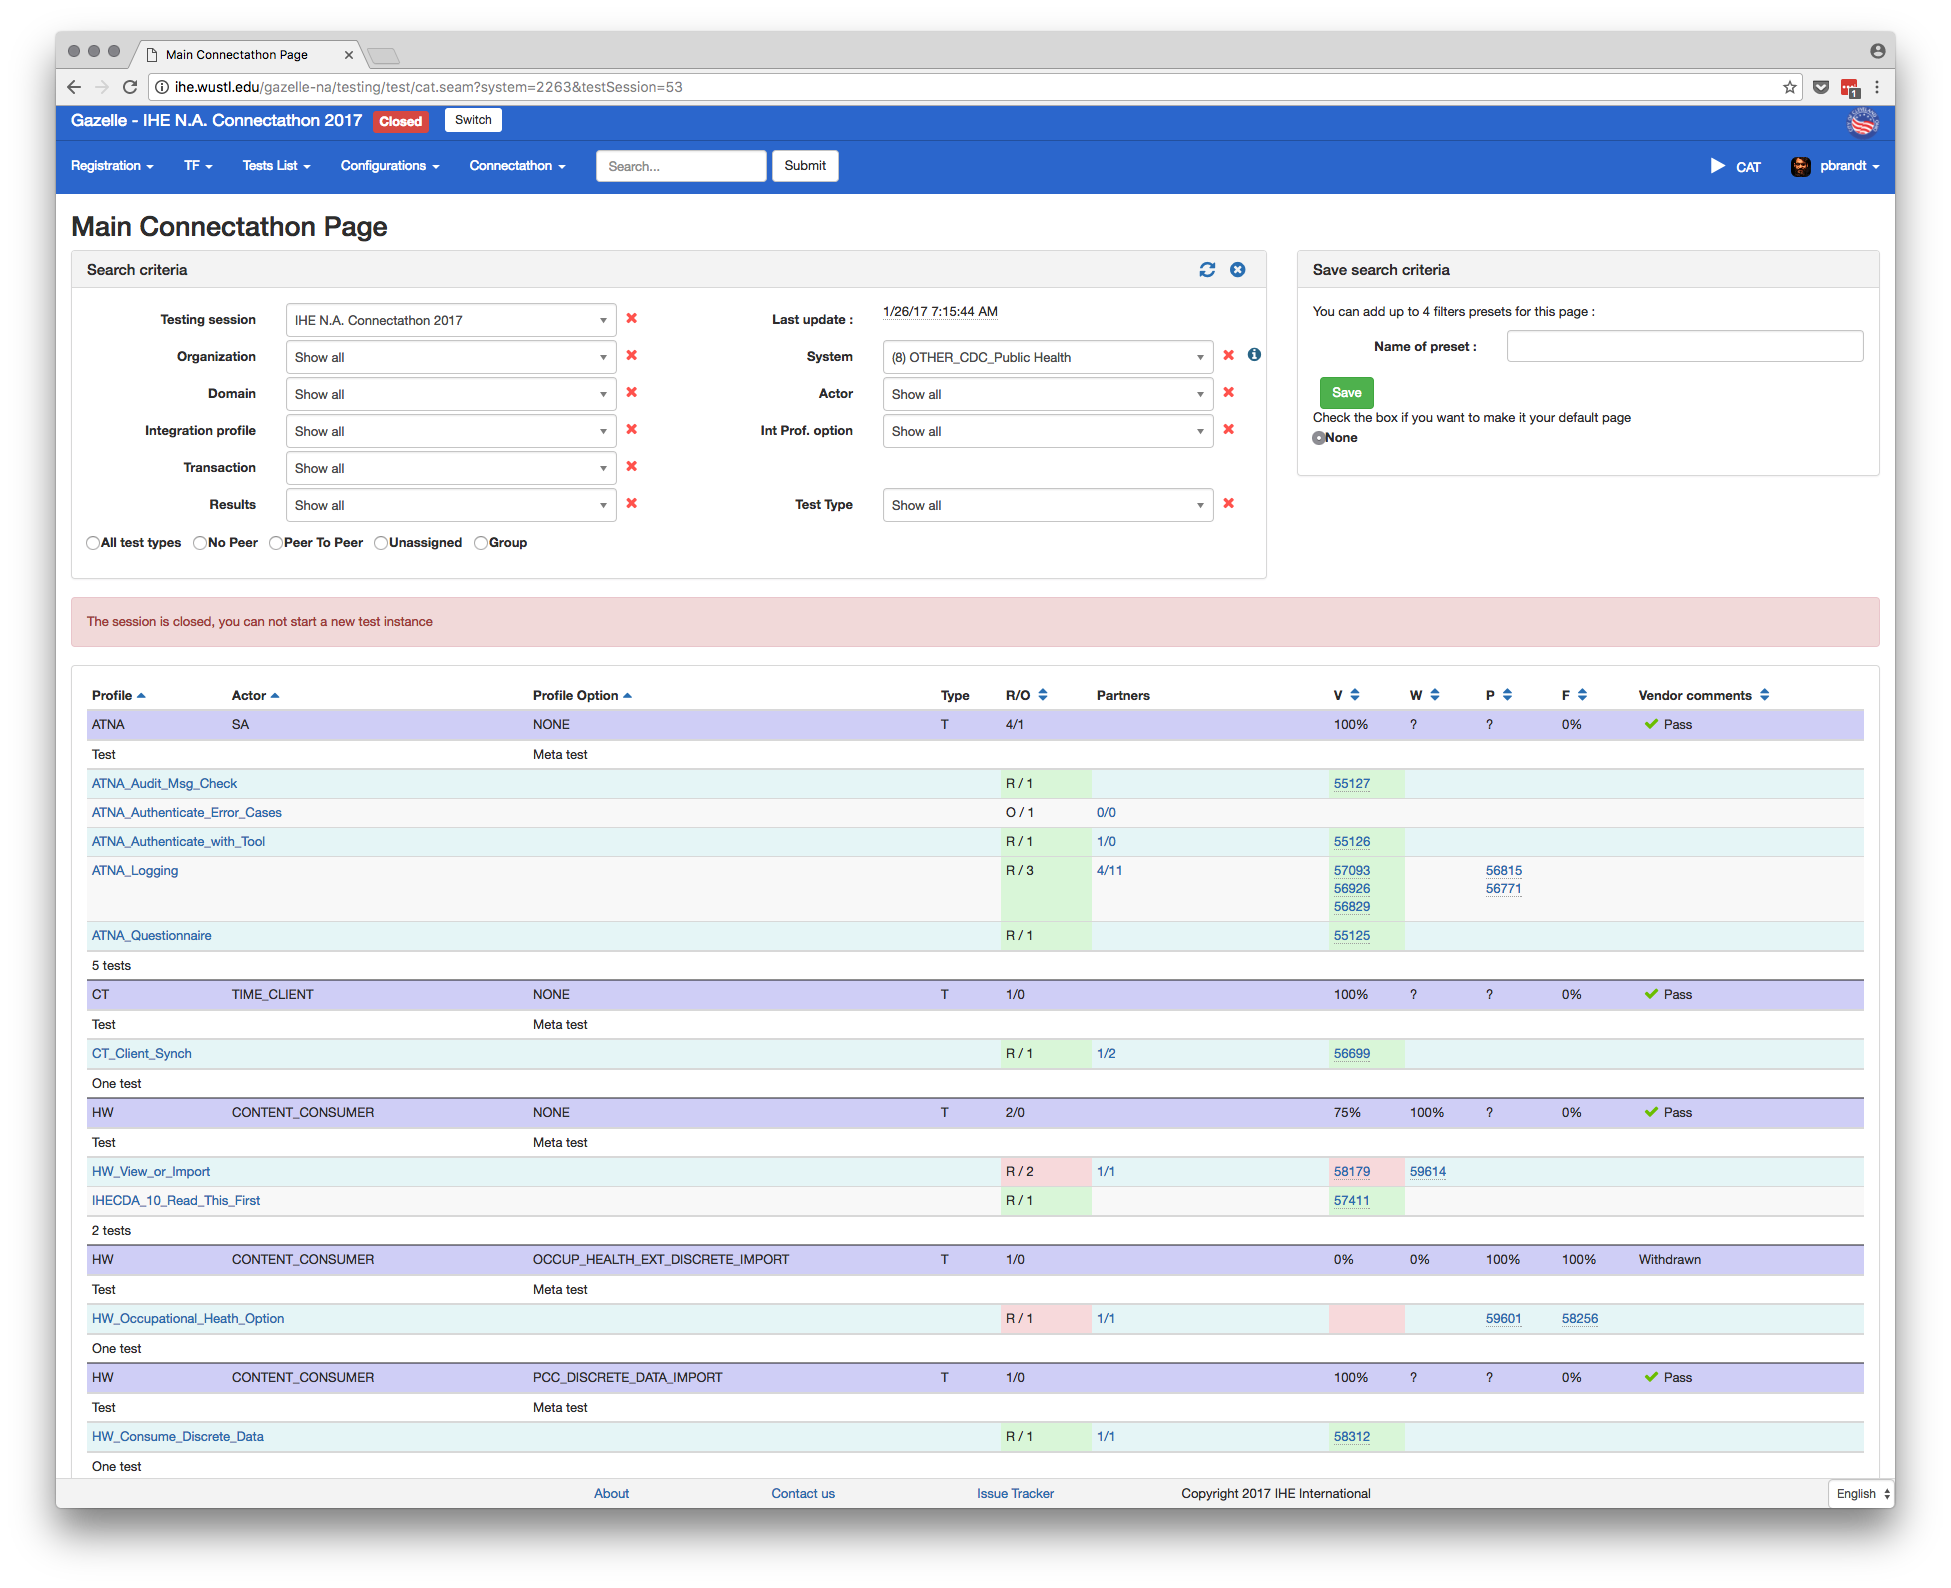 Main Connectathon Page
ihe.wustl.edu/gazelle-na/testing/test/cat.seam?system=2263&testSession=53
1
Gazelle - IHE N.A. Connectathon 2017 Closed Switch
Registration TF Tests List Configurations Connectathon Search... Submit CAT pbrandt
Main Connectathon Page
Search criteria
Testing session IHE N.A. Connectathon 2017 Last update : 1/26/17 7:15:44 AM
Organization Show all System (8) OTHER_CDC_Public Health
Domain Show all Actor Show all
Integration profile Show all Int Prof. option Show all
Transaction Show all
Results Show all Test Type Show all
All test types No Peer Peer To Peer Unassigned Group
Save search criteria
You can add up to 4 filters presets for this page :
Name of preset :
Save
Check the box if you want to make it your default page
None
The session is closed, you can not start a new test instance
Profile Actor Profile Option Type R/O Partners V W P F Vendor comments
ATNA SA NONE T 4/1 100% ? ? 0% Pass
Test Meta test
ATNA_Audit_Msg_Check R / 1 55127
ATNA_Authenticate_Error_Cases O / 1 0/0
ATNA_Authenticate_with_Tool R / 1 1/0 55126
ATNA_Logging R / 3 4/11 57093 56815
56926 56771
56829
ATNA_Questionnaire R / 1 55125
5 tests
CT TIME_CLIENT NONE T 1/0 100% ? ? 0% Pass
Test Meta test
CT_Client_Synch R / 1 1/2 56699
One test
HW CONTENT_CONSUMER NONE T 2/0 75% 100% ? 0% Pass
Test Meta test
HW_View_or_Import R / 2 1/1 58179 59614
IHECDA_10_Read_This_First R / 1 57411
2 tests
HW CONTENT_CONSUMER OCCUP_HEALTH_EXT_DISCRETE_IMPORT T 1/0 0% 0% 100% 100% Withdrawn
Test Meta test
HW_Occupational_Heath_Option R / 1 1/1 59601 58256
One test
HW CONTENT_CONSUMER PCC_DISCRETE_DATA_IMPORT T 1/0 100% ? ? 0% Pass
Test Meta test
HW_Consume_Discrete_Data R / 1 1/1 58312
One test
About Contact us Issue Tracker Copyright 2017 IHE International English